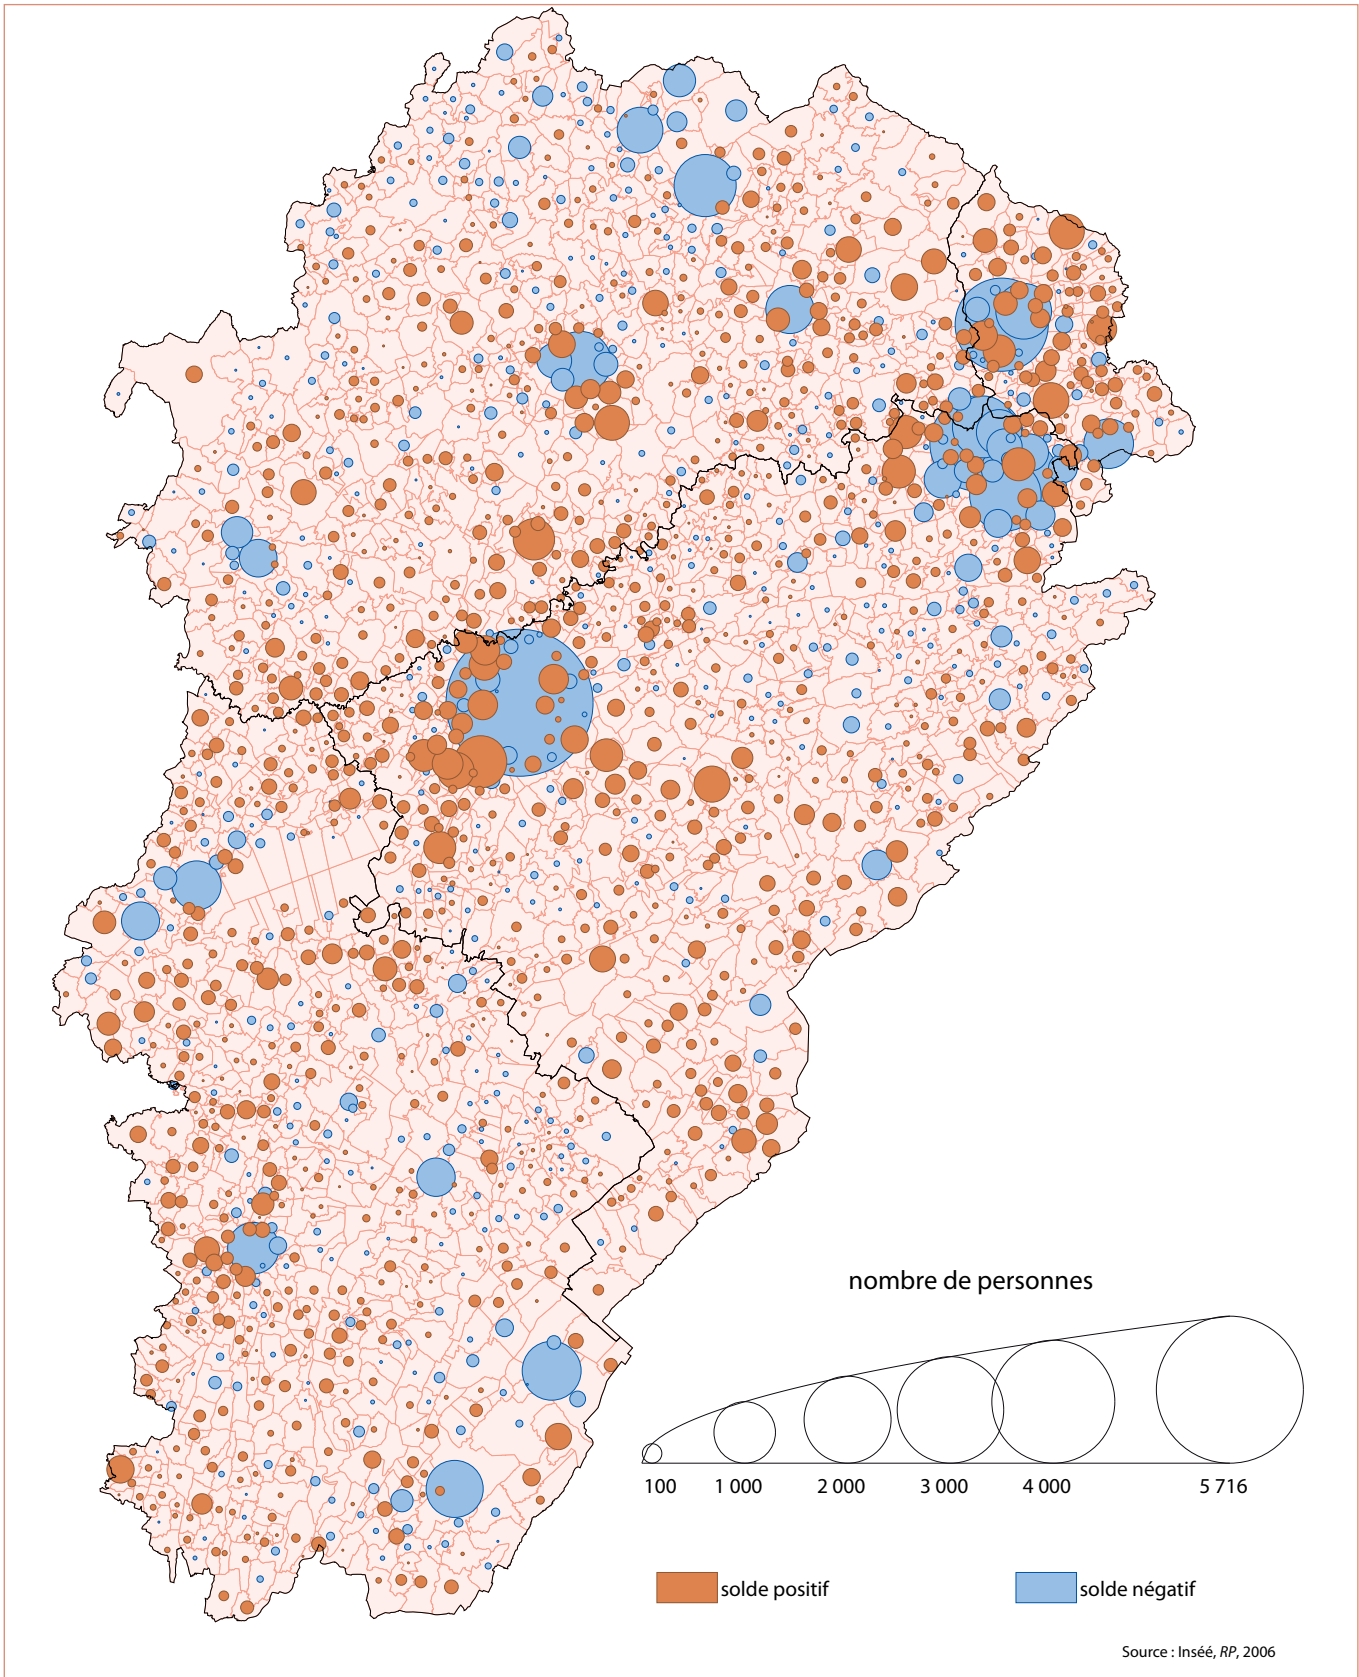 nombre de personnes
100 1 000 2 000 3 000 4 000 5 716
solde positif solde négatif
Source : Inséé, RP, 2006